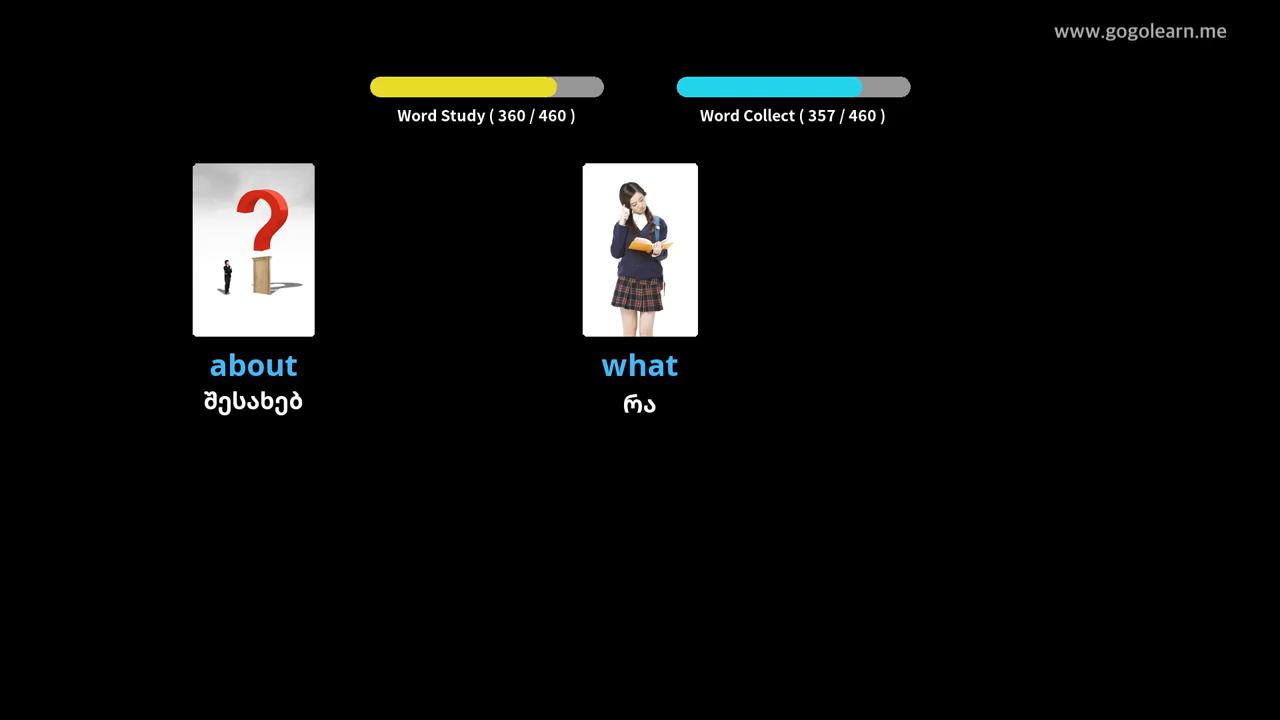 www.gogolearn.me
Word Study ( 360 / 460 )
Word Collect ( 357 / 460 )
about
შესახებ
what
რა